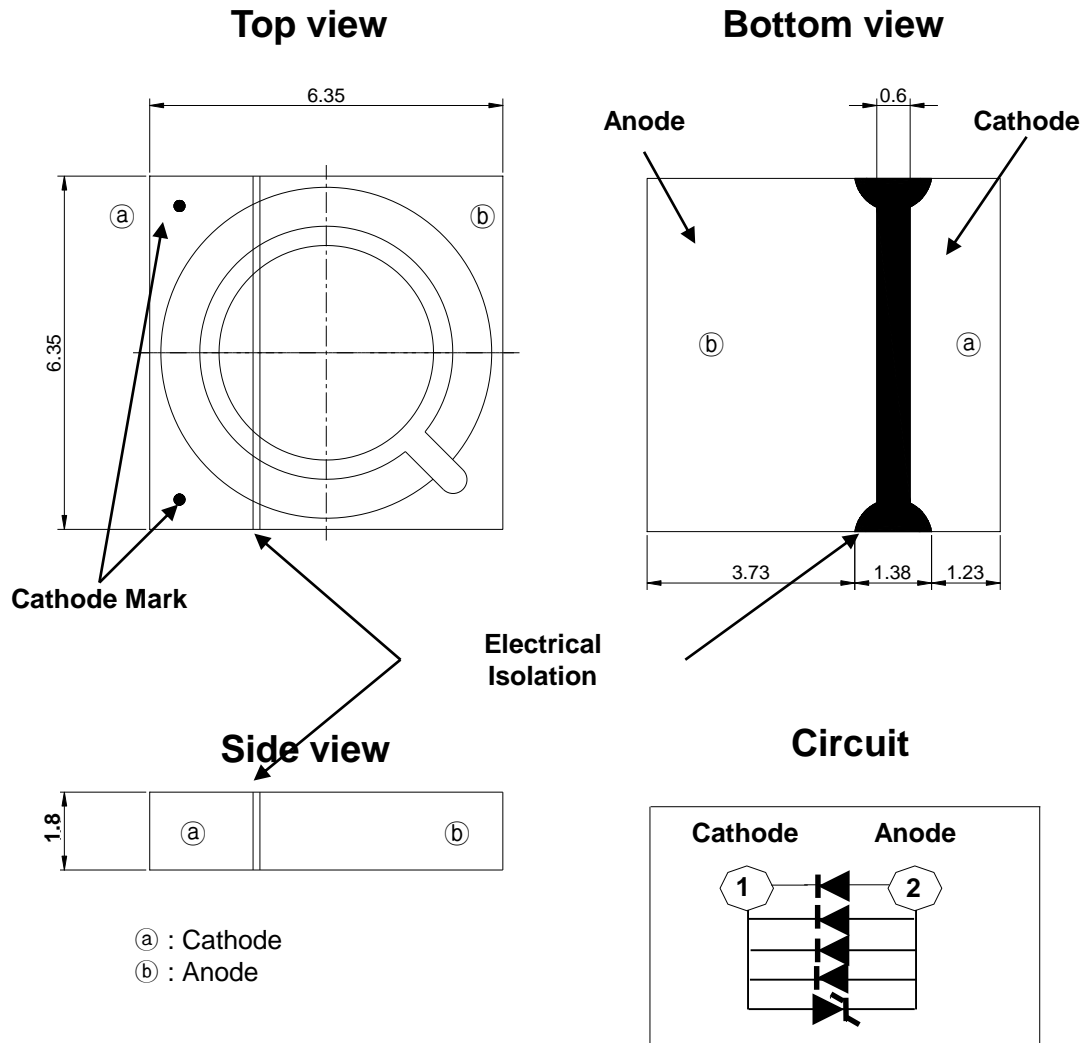 Top view
Bottom view
6.35
0.6
Anode
Cathode
ⓐ
ⓑ
6.35
ⓑ
ⓐ
Cathode Mark
3.73
1.38
1.23
Electrical
Isolation
Side view
Circuit
1.8
ⓐ
ⓑ
Cathode
Anode
1
2
ⓐ : Cathode
ⓑ : Anode